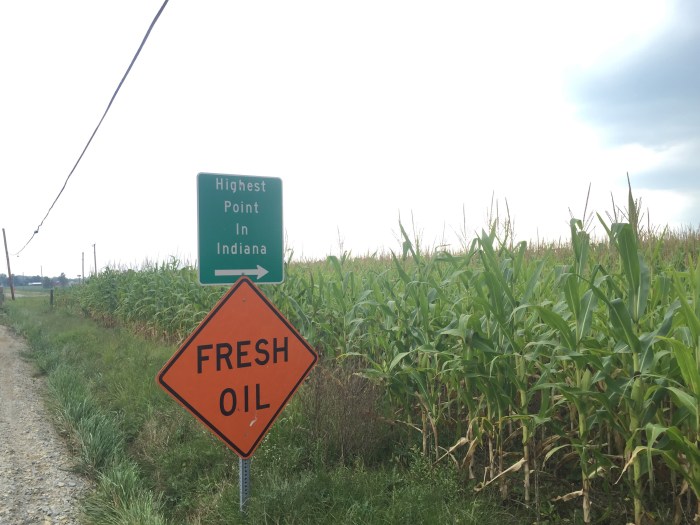 Highest
Point
In
Indiana
FRESH
OIL